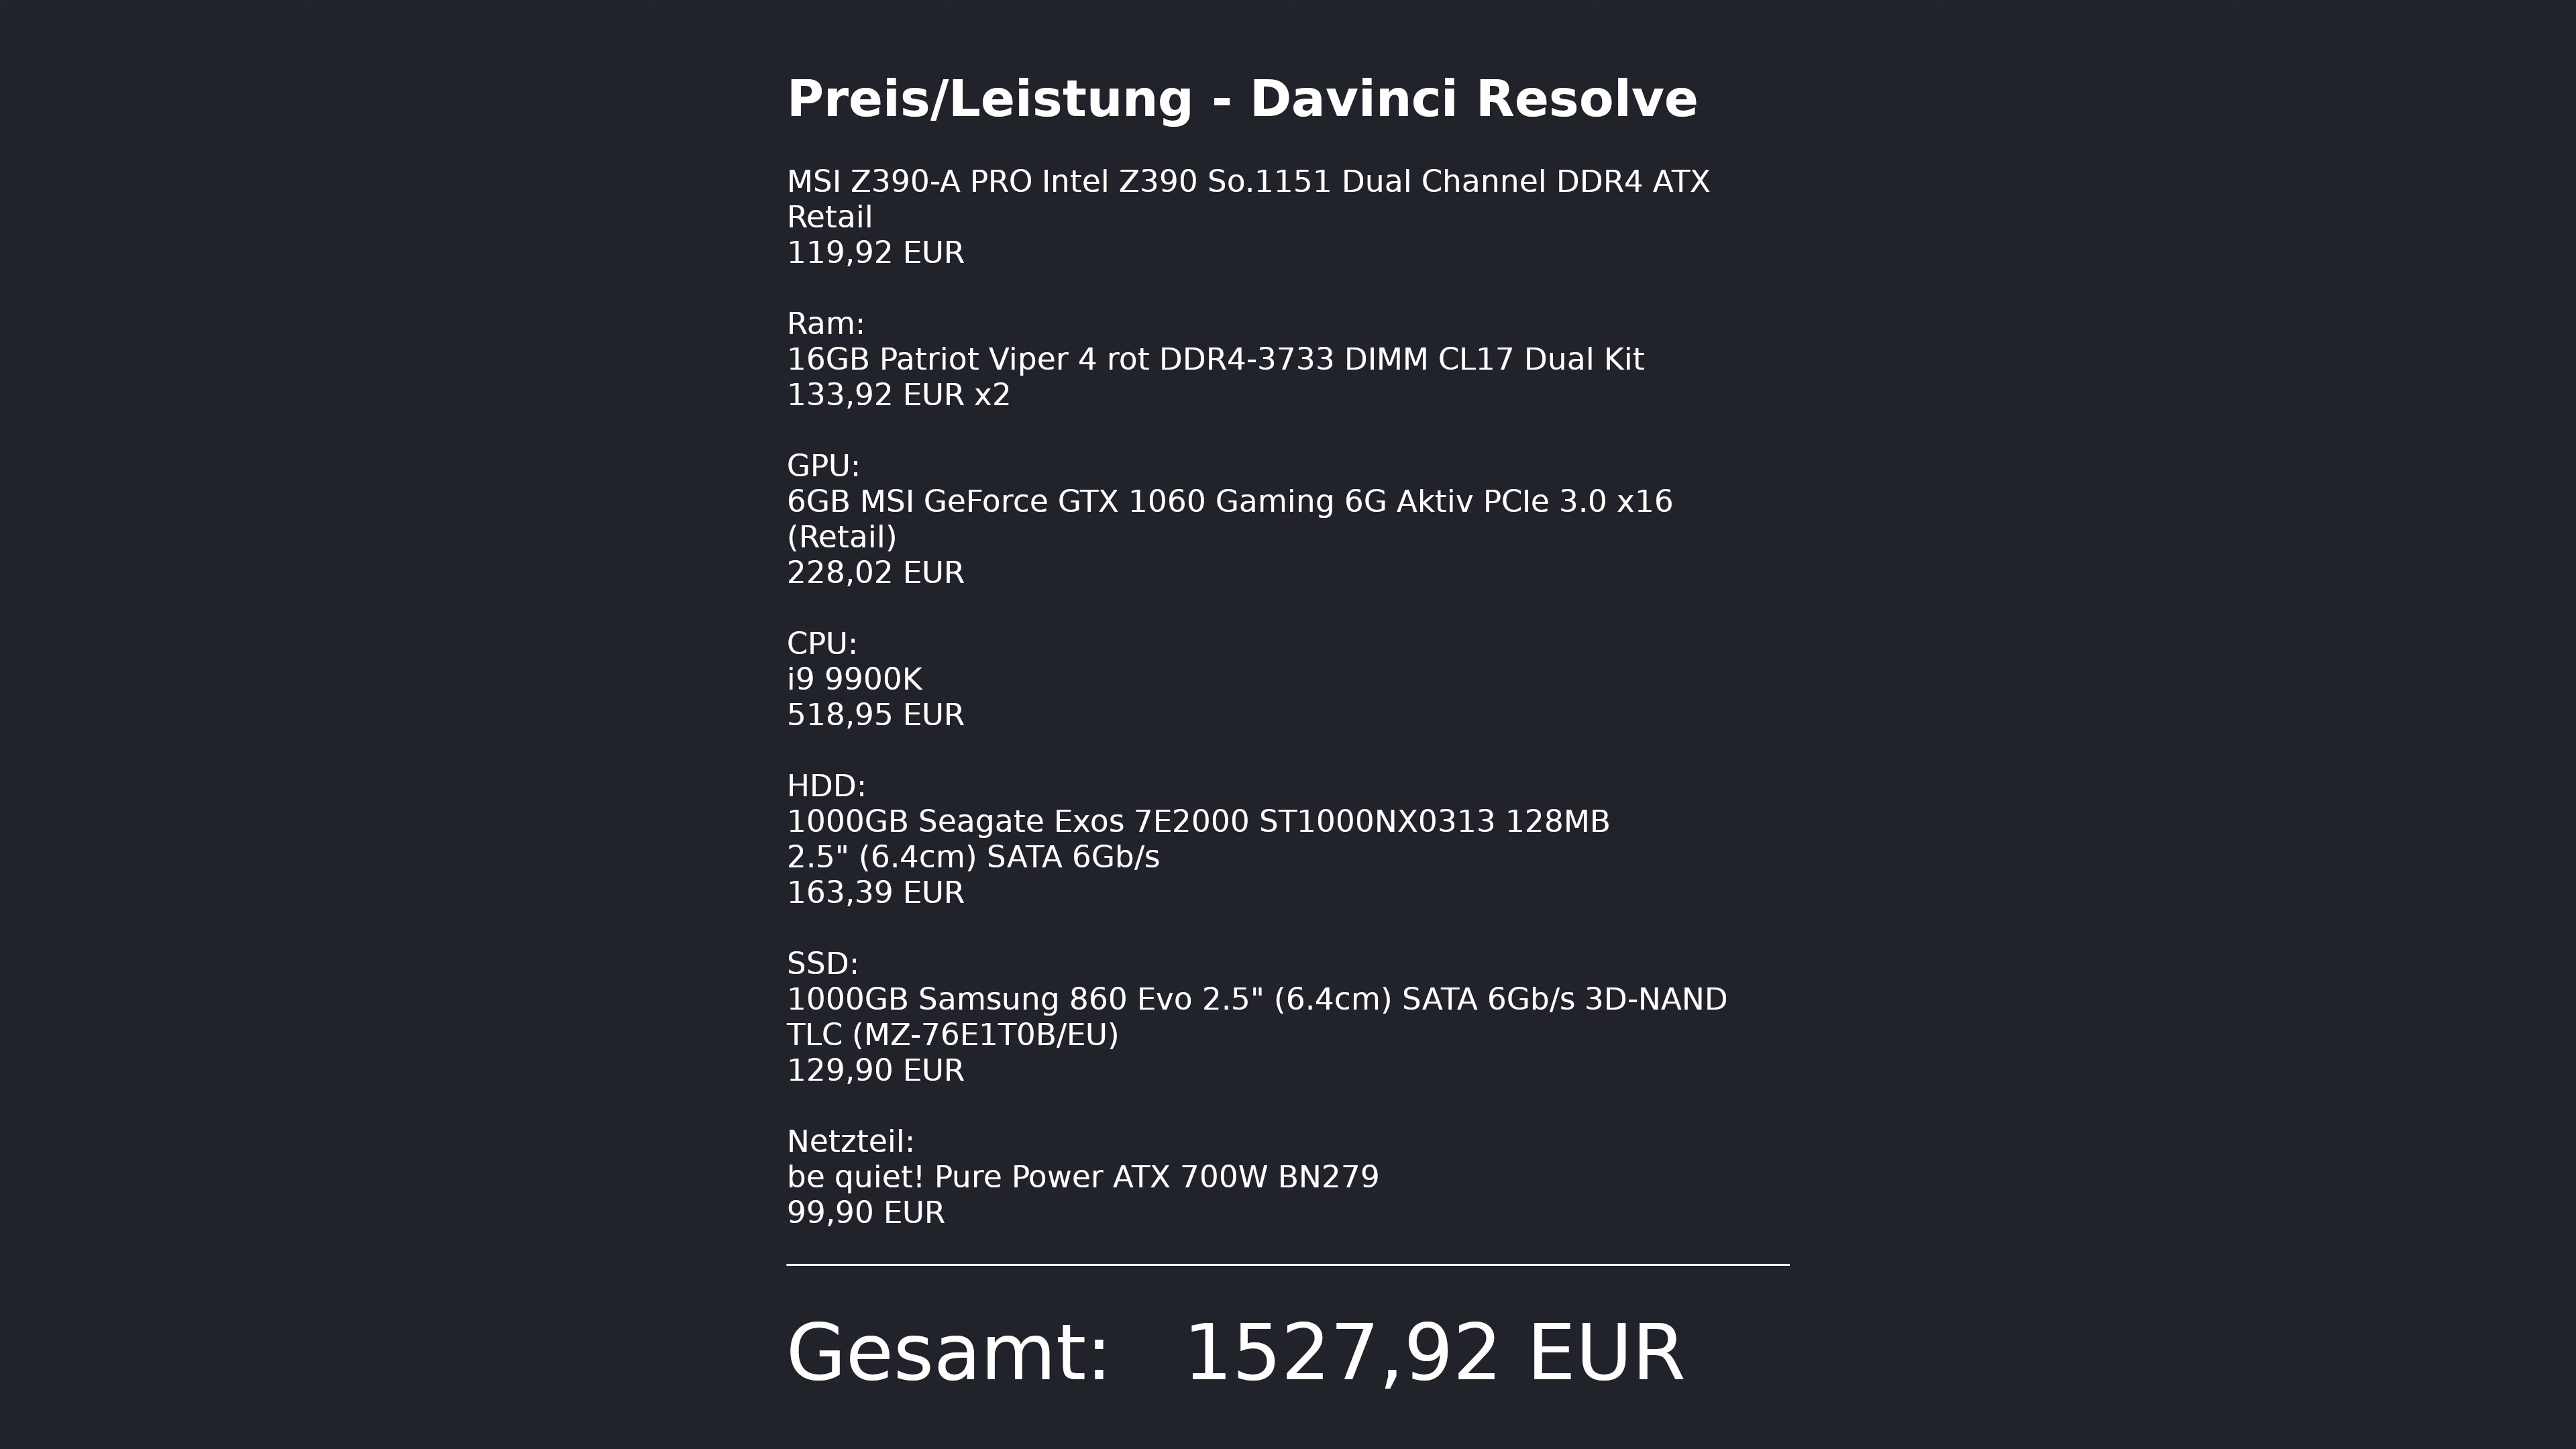 Preis/Leistung - Davinci Resolve
MSI Z390-A PRO Intel Z390 So.1151 Dual Channel DDR4 ATX
Retail
119,92 EUR
Ram:
16GB Patriot Viper 4 rot DDR4-3733 DIMM CL17 Dual Kit
133,92 EUR x2
GPU:
6GB MSI GeForce GTX 1060 Gaming 6G Aktiv PCIe 3.0 x16
(Retail)
228,02 EUR
CPU:
i9 9900K
518,95 EUR
HDD:
1000GB Seagate Exos 7E2000 ST1000NX0313 128MB
2.5" (6.4cm) SATA 6Gb/s
163,39 EUR
SSD:
1000GB Samsung 860 Evo 2.5" (6.4cm) SATA 6Gb/s 3D-NAND
TLC (MZ-76E1T0B/EU)
129,90 EUR
Netzteil:
be quiet! Pure Power ATX 700W BN279
99,90 EUR
Gesamt: 1527,92 EUR